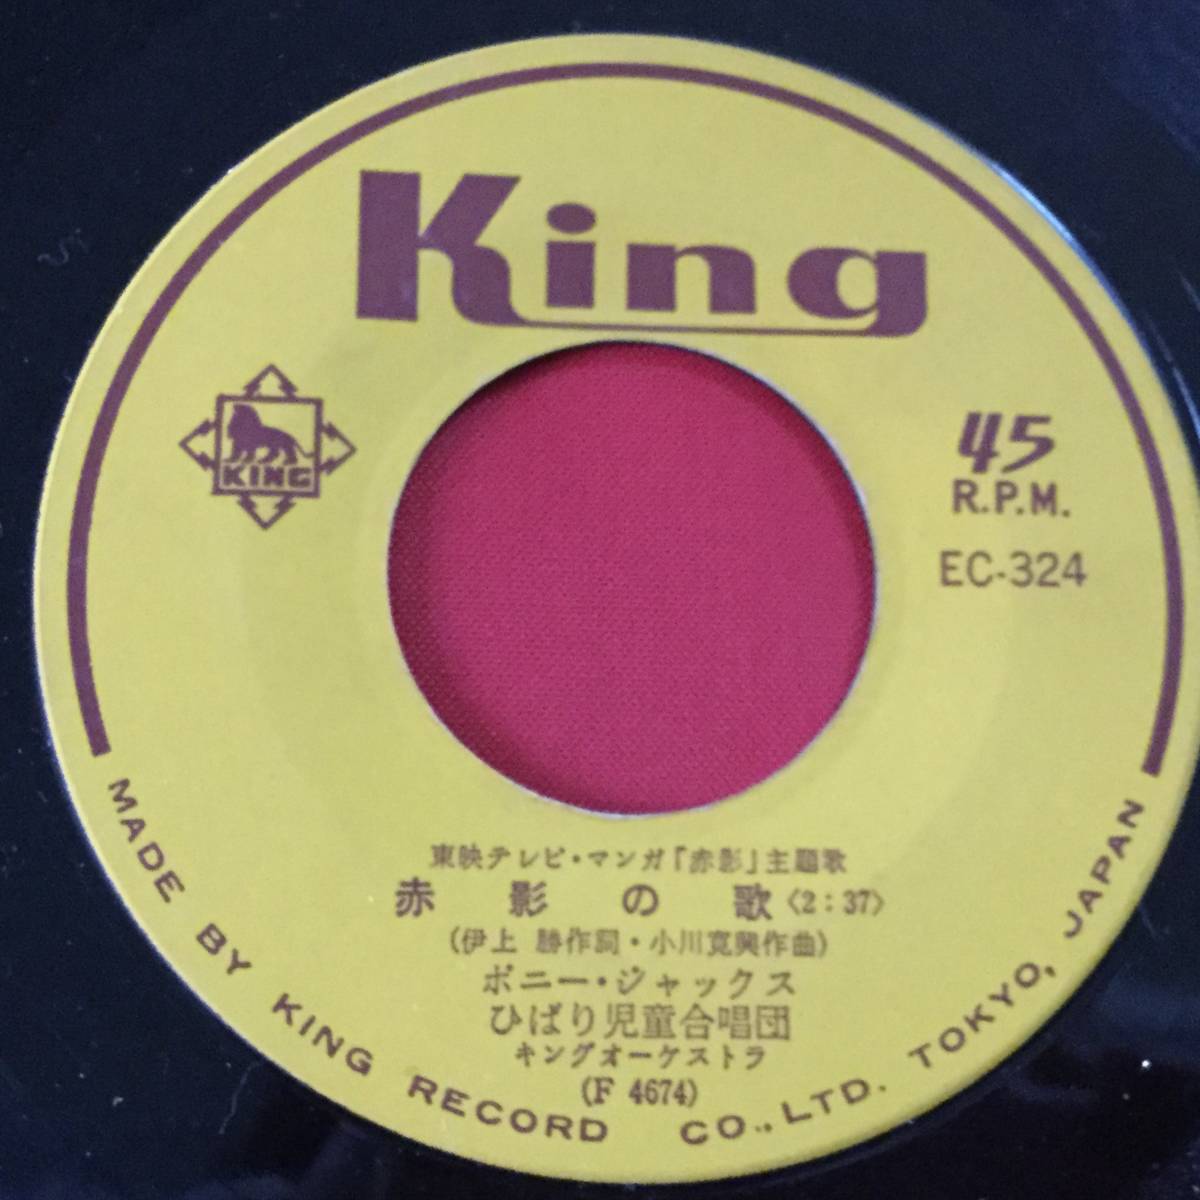 King
KING
45
R.P.M.
EC-324
東映テレビ・マンガ「赤影」主題歌
赤影の歌〈2:37〉
(伊上 勝作詞・小川寛興作曲)
ボニー・ジャックス
ひばり児童合唱団
キングオーケストラ
(F 4674)
MADE BY KING RECORD CO., LTD. TOKYO, JAPAN